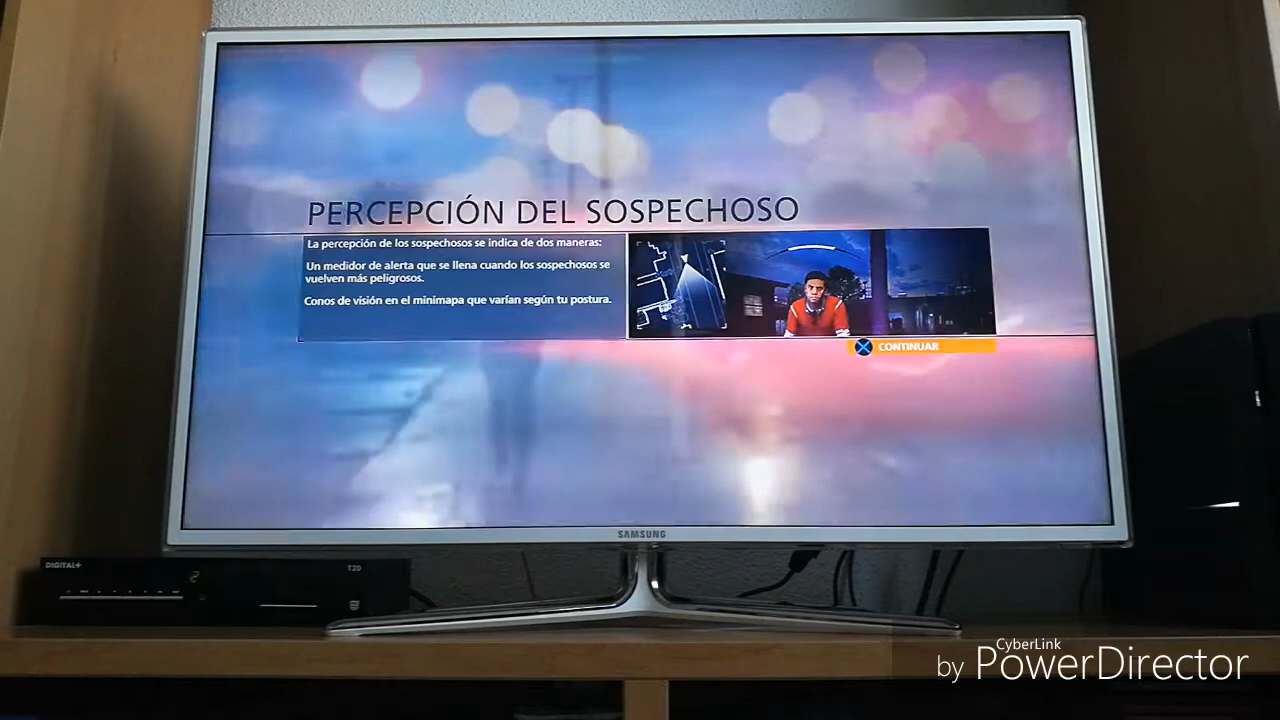 PERCEPCIÓN DEL SOSPECHOSO
La percepción de los sospechosos se indica de dos maneras:
Un medidor de alerta que se llena cuando los sospechosos se
vuelven más peligrosos.
Conos de visión en el minimapa que varían según tu postura.
CONTINUAR
SAMSUNG
DIGITAL+
2
T20
CyberLink
by PowerDirector